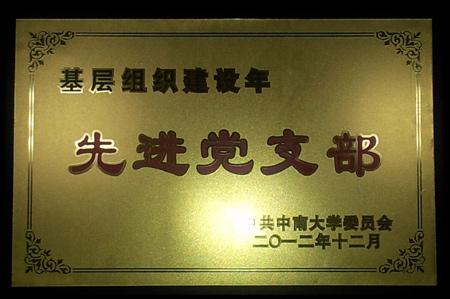 基层组织建设年
先进党支部
中共中南大学委员会
二〇一二年十二月